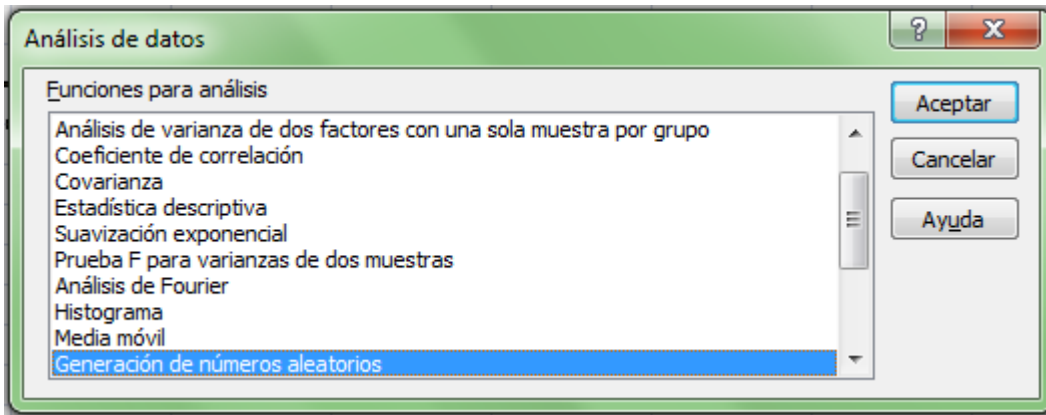 Análisis de datos
Funciones para análisis
Análisis de varianza de dos factores con una sola muestra por grupo
Coeficiente de correlación
Covarianza
Estadística descriptiva
Suavización exponencial
Prueba F para varianzas de dos muestras
Análisis de Fourier
Histograma
Media móvil
Generación de números aleatorios
Aceptar
Cancelar
Ayuda